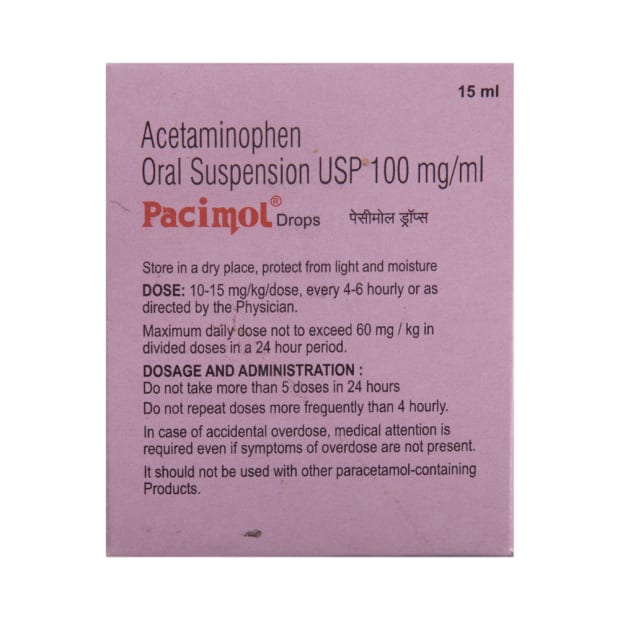 15 ml
Acetaminophen
Oral Suspension USP 100 mg/ml
Pacimol® Drops पेसीमोल ड्रॉप्स
Store in a dry place, protect from light and moisture
DOSE: 10-15 mg/kg/dose, every 4-6 hourly or as
directed by the Physician.
Maximum daily dose not to exceed 60 mg / kg in
divided doses in a 24 hour period.
DOSAGE AND ADMINISTRATION :
Do not take more than 5 doses in 24 hours
Do not repeat doses more frequently than 4 hourly.
In case of accidental overdose, medical attention is
required even if symptoms of overdose are not present.
It should not be used with other paracetamol-containing
Products.